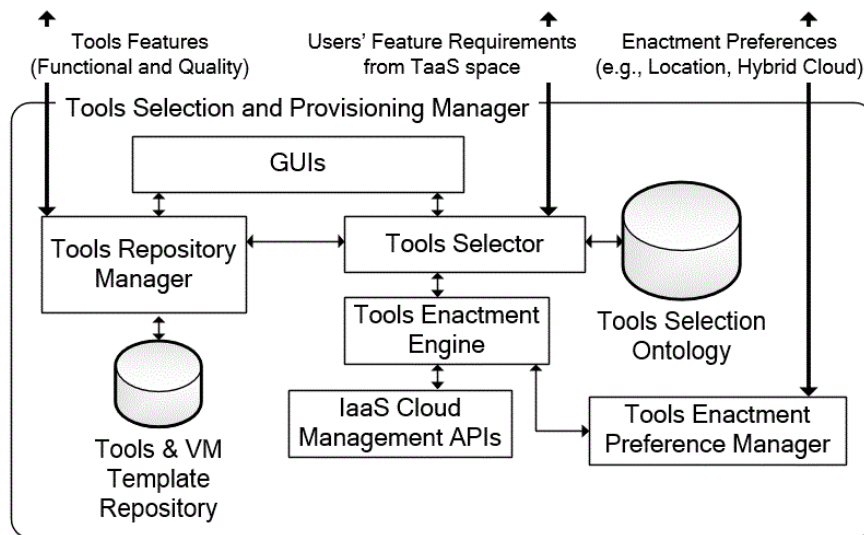 Tools Features
(Functional and Quality)
Users' Feature Requirements
from TaaS space
Enactment Preferences
(e.g., Location, Hybrid Cloud)
Tools Selection and Provisioning Manager
GUIs
Tools Repository
Manager
Tools Selector
Tools Enactment
Engine
Tools Selection
Ontology
IaaS Cloud
Management APIs
Tools Enactment
Preference Manager
Tools & VM
Template
Repository